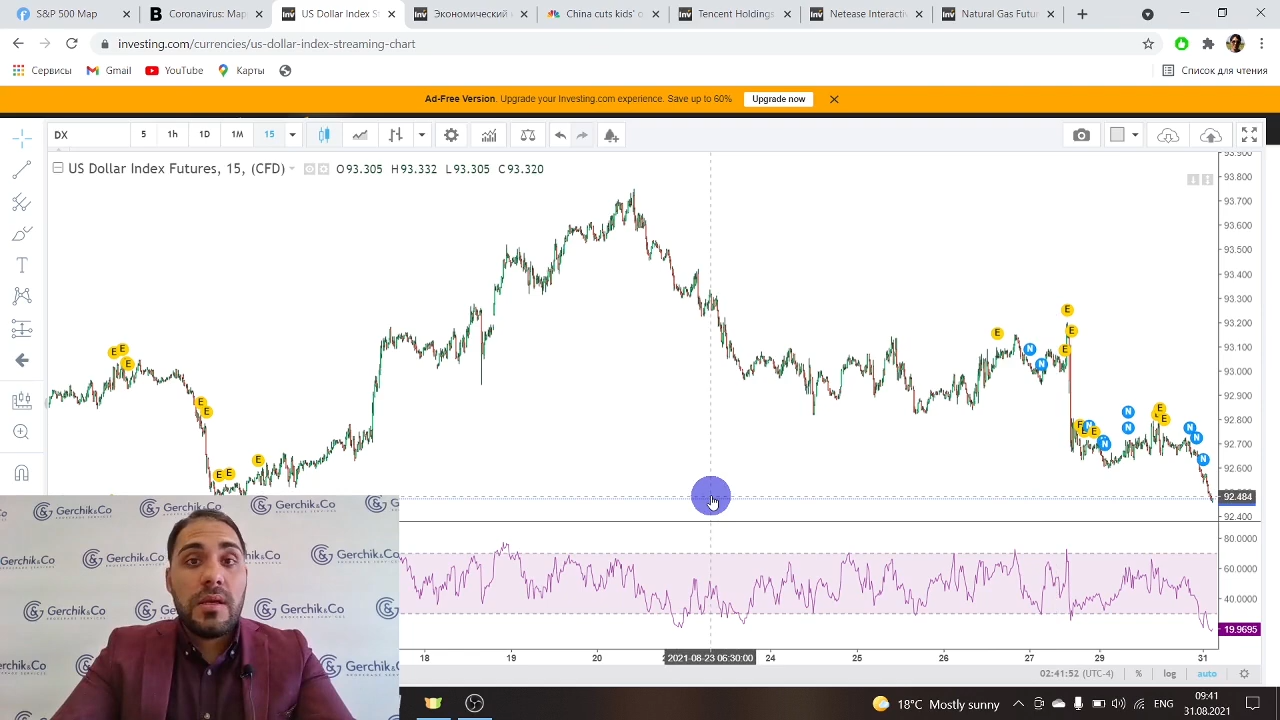 S&P 500 Map
Coronavirus: Map
US Dollar Index St
Экономический к
China cuts kids' o
Tencent Holdings
Netease Interactiv
Natural Gas Futur
investing.com/currencies/us-dollar-index-streaming-chart
Сервисы
Gmail
YouTube
Карты
Список для чтения
Ad-Free Version. Upgrade your Investing.com experience. Save up to 60%
Upgrade now
DX
5
1h
1D
1M
15
US Dollar Index Futures, 15, (CFD)
O93.305 H93.332 L93.305 C93.320
93.900
93.800
93.700
93.600
93.500
93.400
93.300
93.200
93.100
93.000
92.900
92.800
92.700
92.600
92.484
92.400
80.0000
60.0000
40.0000
19.9695
18
19
20
2021-08-23 06:30:00
24
25
26
27
29
31
02:41:52 (UTC-4)
%
log
auto
Gerchik&Co
BROKERAGE SERVICES
18°C Mostly sunny
ENG
09:41
31.08.2021